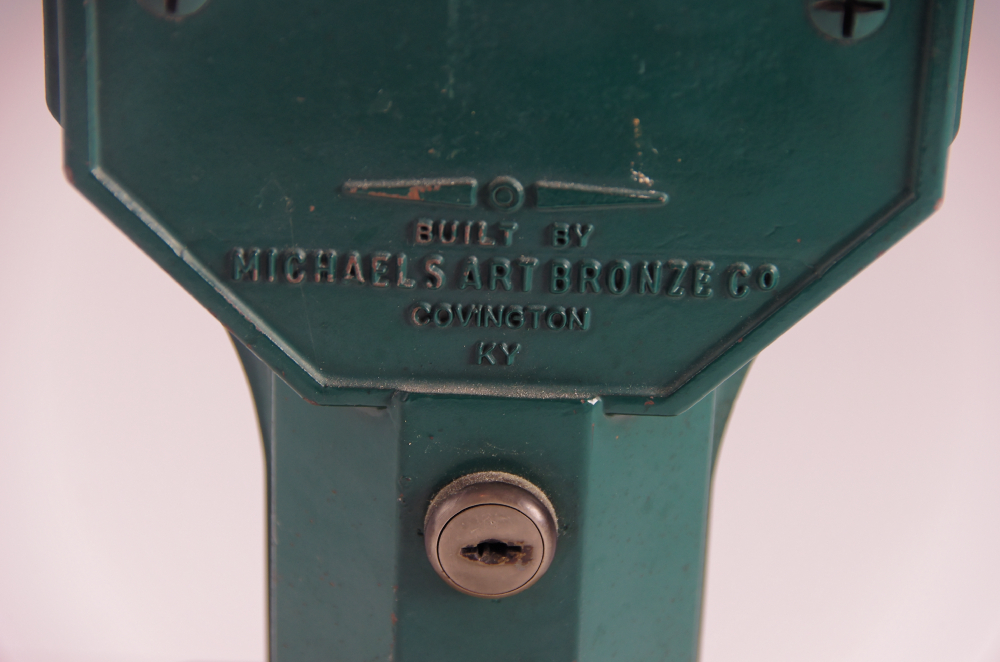 BUILT BY
MICHAELS ART BRONZE CO
COVINGTON
KY